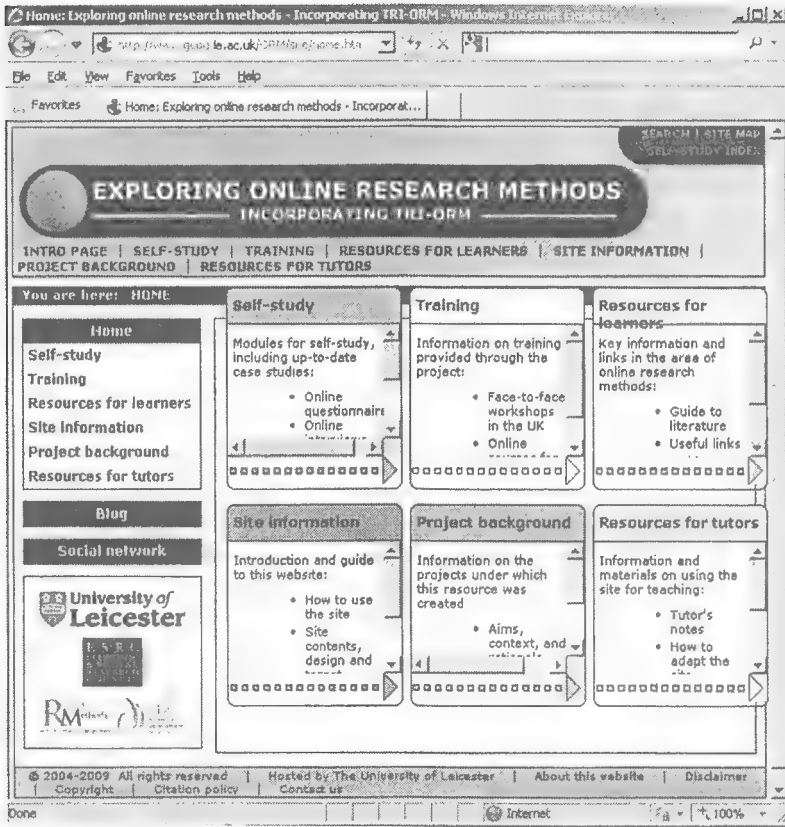 Home: Exploring online research methods - Incorporating TRI-ORM - Windows Internet
le.ac.uk/
File Edit View Favorites Tools Help
Favorites Home: Exploring online research methods - Incorporat...
SEARCH | SITE MAP
SELF-STUDY INDEX
EXPLORING ONLINE RESEARCH METHODS
INCORPORATING TRI-ORM
INTRO PAGE | SELF-STUDY | TRAINING | RESOURCES FOR LEARNERS | SITE INFORMATION |
PROJECT BACKGROUND | RESOURCES FOR TUTORS
You are here: HOME
Home
Self-study
Training
Resources for learners
Site Information
Project background
Resources for tutors
Blog
Social network
University of
Leicester
E S R C
Self-study
Modules for self-study,
including up-to-date
case studies:
• Online
questionnaire
• Online
Training
Information on training
provided through the
project:
• Face-to-face
workshops
in the UK
• Online
Resources for
learners
Key information and
links in the area of
online research
methods:
• Guide to
literature
• Useful links
Site information
Introduction and guide
to this website:
• How to use
the site
• Site
contents,
design and
Project background
Information on the
projects under which
this resource was
created
• Aims,
context, and
rationale
Resources for tutors
Information and
materials on using the
site for teaching:
• Tutor's
notes
• How to
adapt the
site
© 2004-2009 All rights reserved | Hosted by The University of Leicester | About this website | Disclaimer
| Copyright | Citation policy | Contact us
Done Internet 100%